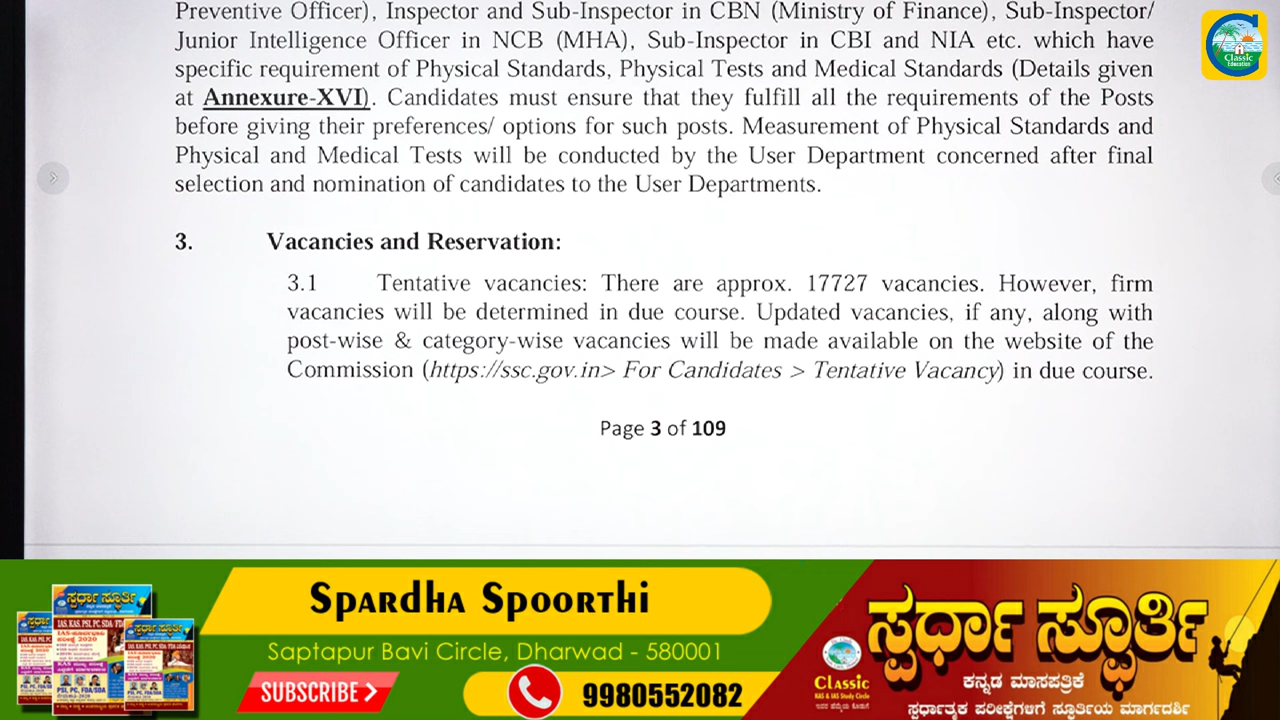 Preventive Officer), Inspector and Sub-Inspector in CBN (Ministry of Finance), Sub-Inspector/
Junior Intelligence Officer in NCB (MHA), Sub-Inspector in CBI and NIA etc. which have
specific requirement of Physical Standards, Physical Tests and Medical Standards (Details given
at Annexure-XVI). Candidates must ensure that they fulfill all the requirements of the Posts
before giving their preferences/ options for such posts. Measurement of Physical Standards and
Physical and Medical Tests will be conducted by the User Department concerned after final
selection and nomination of candidates to the User Departments.
3. Vacancies and Reservation:
3.1 Tentative vacancies: There are approx. 17727 vacancies. However, firm
vacancies will be determined in due course. Updated vacancies, if any, along with
post-wise & category-wise vacancies will be made available on the website of the
Commission (https://ssc.gov.in> For Candidates > Tentative Vacancy) in due course.
Page 3 of 109
Classic
Education
Spardha Spoorthi
Saptapur Bavi Circle, Dharwad - 580001
SUBSCRIBE >
9980552082
ಸ್ಪರ್ಧಾ ಸ್ಫೂರ್ತಿ
ಕನ್ನಡ ಮಾಸಪತ್ರಿಕೆ
ಸ್ಪರ್ಧಾತ್ಮಕ ಪರೀಕ್ಷೆಗಳಿಗೆ ಸ್ಫೂರ್ತಿಯ ಮಾರ್ಗದರ್ಶಿ
Classic
KAS & IAS Study Circle